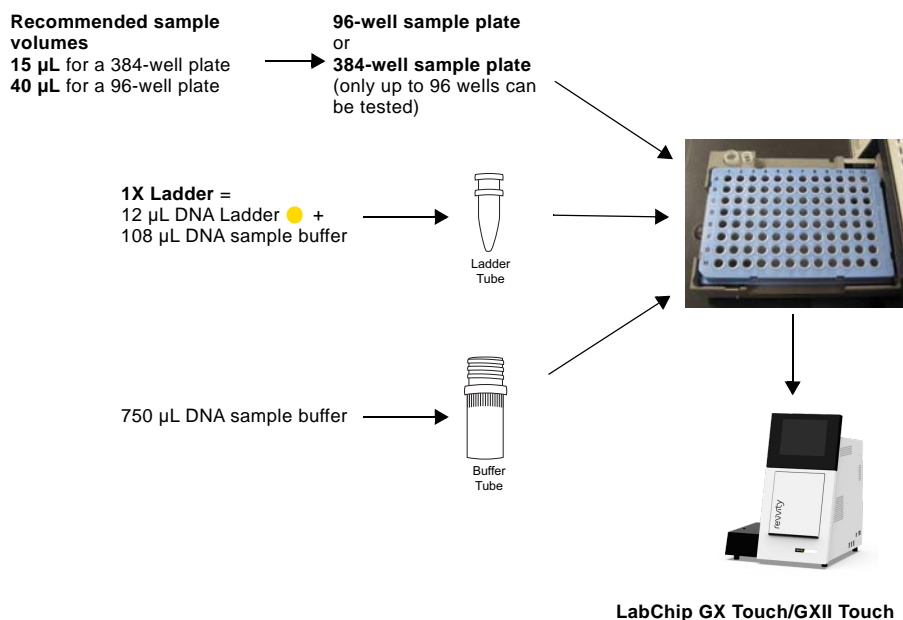 Recommended sample
volumes
15 µL for a 384-well plate
40 µL for a 96-well plate
96-well sample plate
or
384-well sample plate
(only up to 96 wells can
be tested)
1X Ladder =
12 µL DNA Ladder +
108 µL DNA sample buffer
Ladder
Tube
750 µL DNA sample buffer
Buffer
Tube
revvity
LabChip GX Touch/GXII Touch